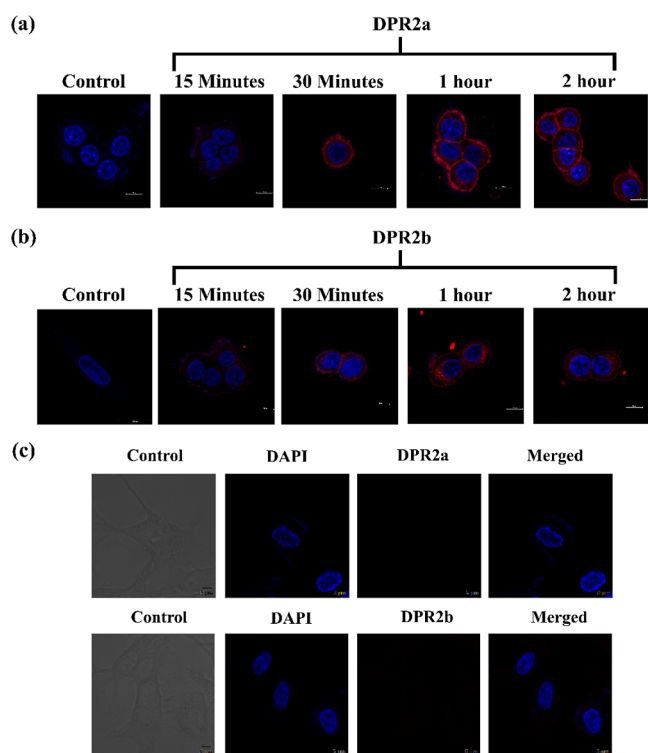 (a)
DPR2a
Control 15 Minutes 30 Minutes 1 hour 2 hour
(b)
DPR2b
Control 15 Minutes 30 Minutes 1 hour 2 hour
(c)
Control DAPI DPR2a Merged
Control DAPI DPR2b Merged